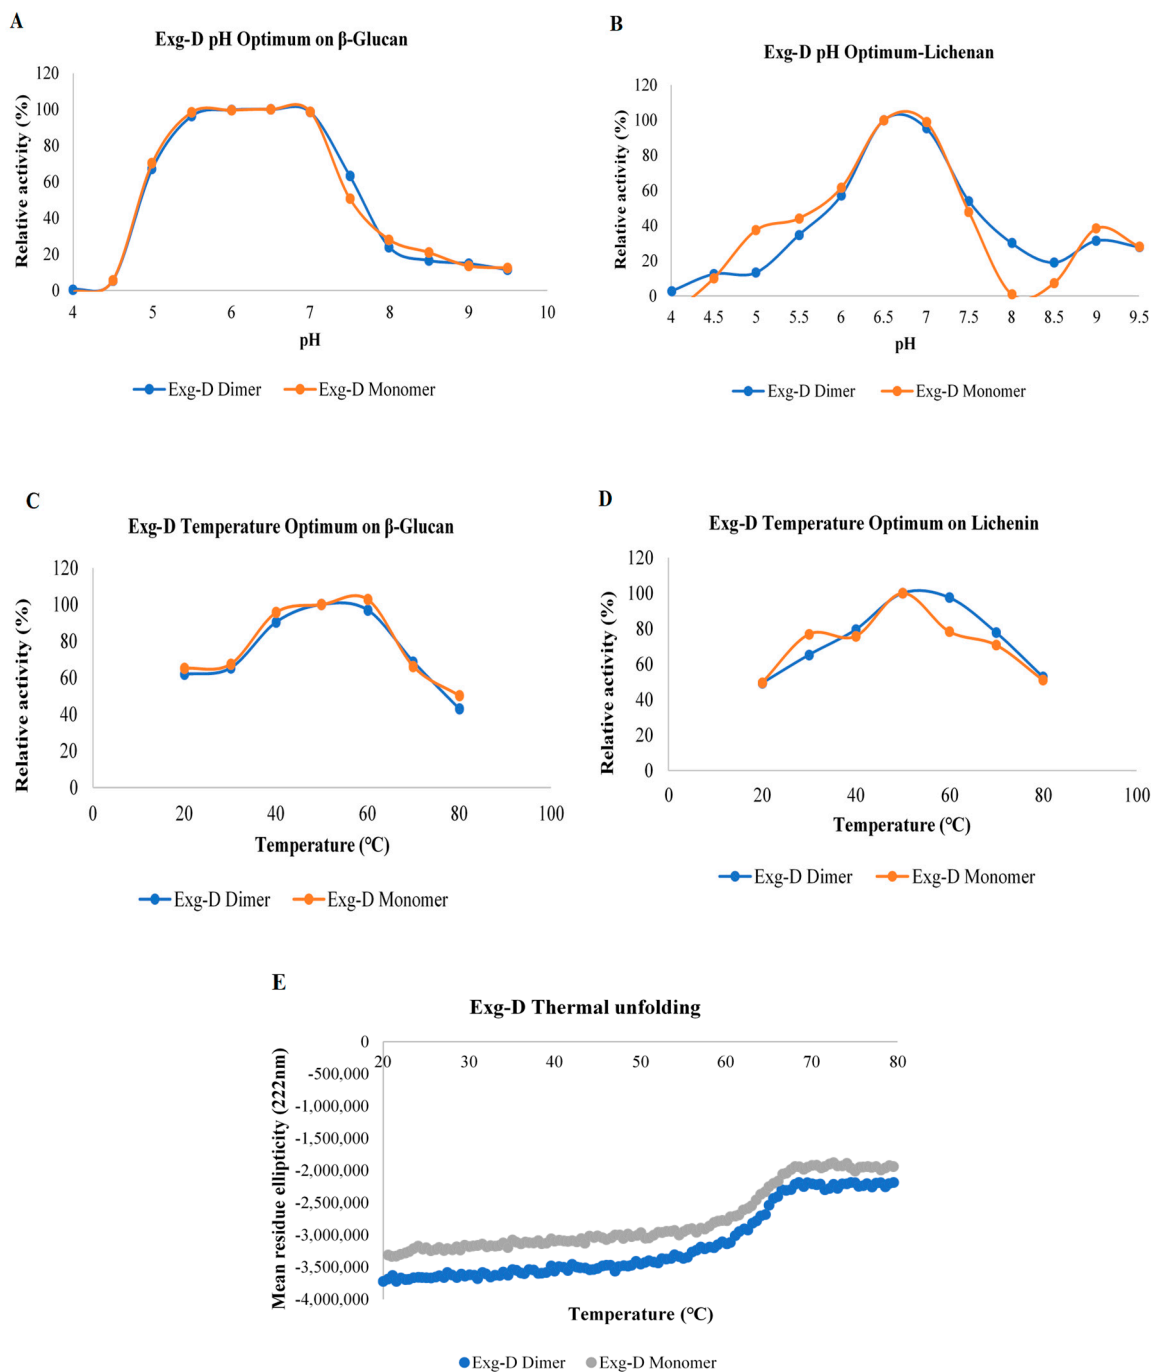 A
Exg-D pH Optimum on β-Glucan
Relative activity (%)
120
100
80
60
40
20
0
4 5 6 7 8 9 10
pH
Exg-D Dimer Exg-D Monomer
B
Exg-D pH Optimum-Lichenan
Relative activity (%)
120
100
80
60
40
20
0
4 4.5 5 5.5 6 6.5 7 7.5 8 8.5 9 9.5
pH
Exg-D Dimer Exg-D Monomer
C
Exg-D Temperature Optimum on β-Glucan
Relative activity (%)
120
100
80
60
40
20
0
0 20 40 60 80 100
Temperature (°C)
Exg-D Dimer Exg-D Monomer
D
Exg-D Temperature Optimum on Lichenin
Relative activity (%)
120
100
80
60
40
20
0
0 20 40 60 80 100
Temperature (°C)
Exg-D Dimer Exg-D Monomer
E
Exg-D Thermal unfolding
Mean residue ellipticity (222nm)
0
-500,000
-1,000,000
-1,500,000
-2,000,000
-2,500,000
-3,000,000
-3,500,000
-4,000,000
20 30 40 50 60 70 80
Temperature (°C)
Exg-D Dimer Exg-D Monomer